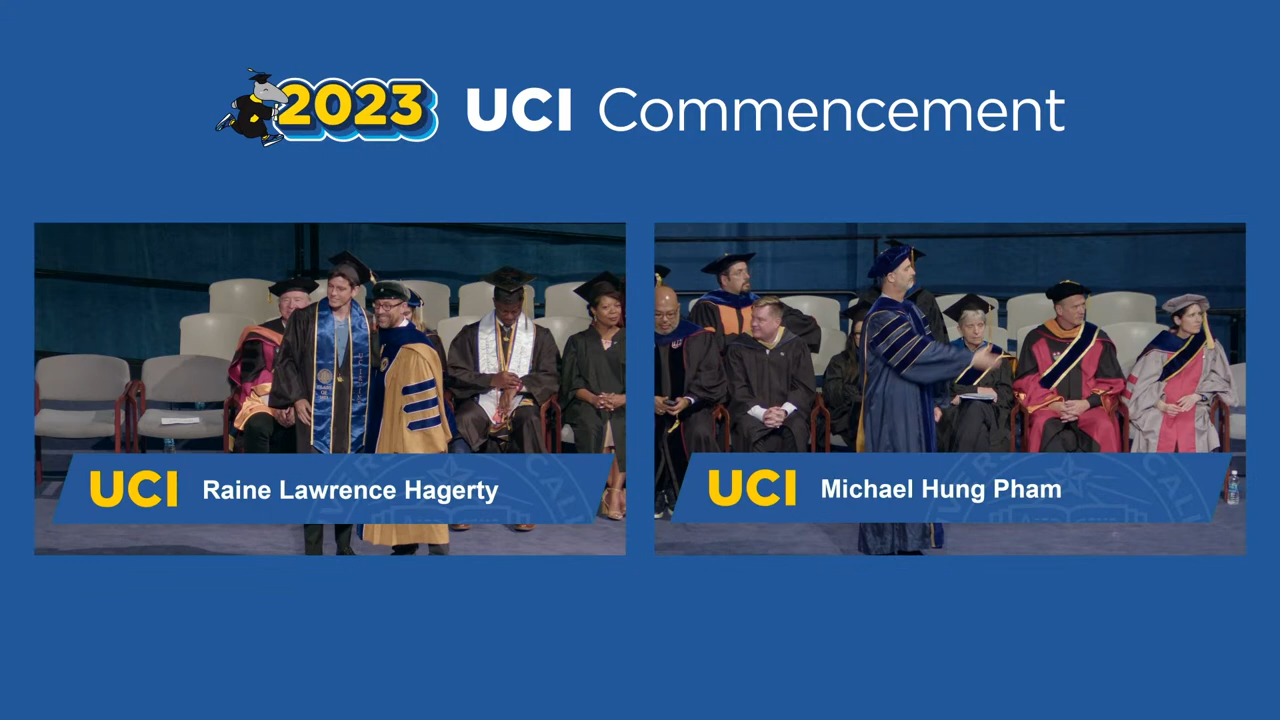 2023 UCI Commencement
UCI Raine Lawrence Hagerty
UCI Michael Hung Pham